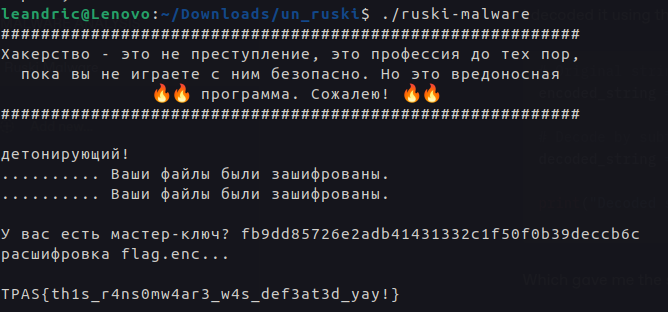 leandric@Lenovo:~/Downloads/un_ruski$ ./ruski-malware
##########################################################
Хакерство - это не преступление, это профессия до тех пор,
пока вы не играете с ним безопасно. Но это вредоносная
🔥🔥 программа. Сожалею! 🔥🔥
##########################################################
детонирующий!
.......... Ваши файлы были зашифрованы.
.......... Ваши файлы были зашифрованы.
У вас есть мастер-ключ? fb9dd85726e2adb41431332c1f50f0b39deccb6c
расшифровка flag.enc...
TPAS{th1s_r4ns0mw4ar3_w4s_def3at3d_yay!}